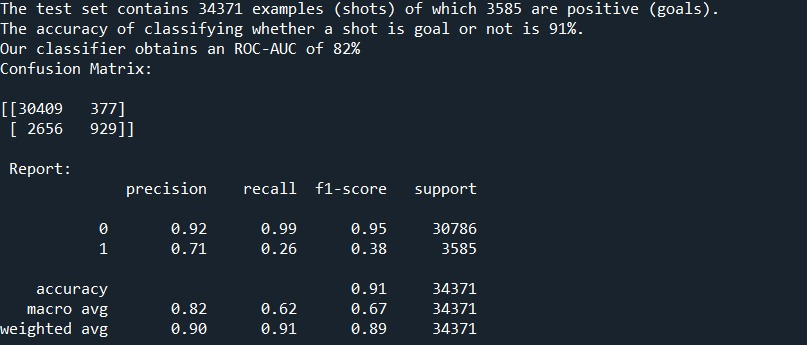 The test set contains 34371 examples (shots) of which 3585 are positive (goals).
The accuracy of classifying whether a shot is goal or not is 91%.
Our classifier obtains an ROC-AUC of 82%
Confusion Matrix:
[[30409   377]
 [ 2656   929]]
Report:
              precision    recall  f1-score   support
           0       0.92      0.99      0.95     30786
           1       0.71      0.26      0.38      3585
    accuracy                           0.91     34371
   macro avg       0.82      0.62      0.67     34371
weighted avg       0.90      0.91      0.89     34371